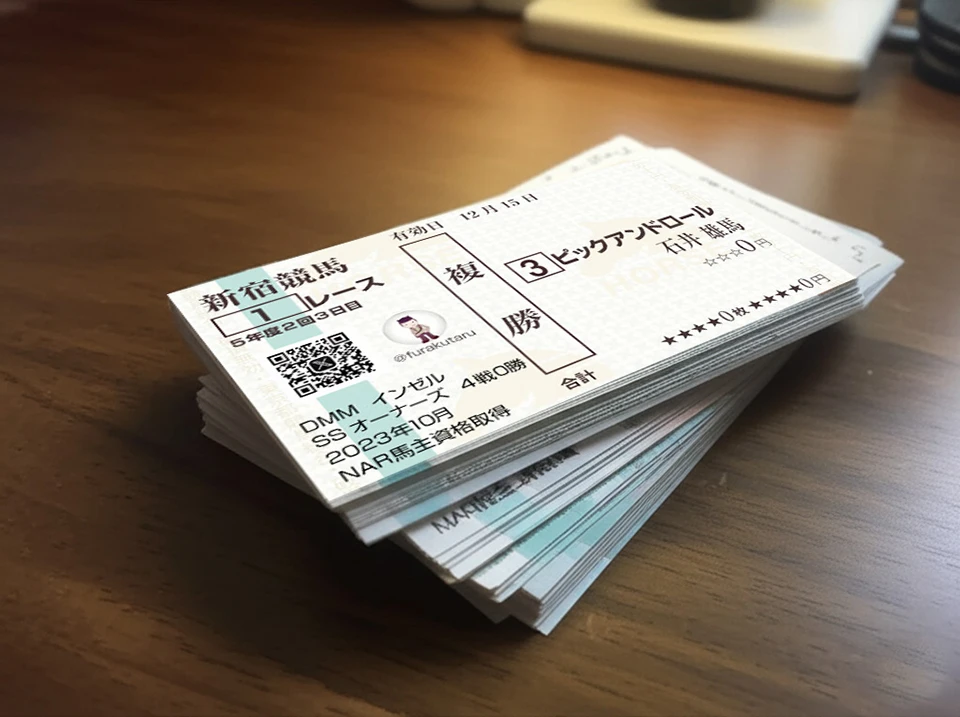 有効日 12月15日
新宿競馬
1 レース
5年度2回3日目
@furakutaru
DMM インゼル
SS オーナーズ 4戦0勝
2023年10月
NAR馬主資格取得
複勝
3 ピックアンドロール
石井 雄馬
☆☆☆0円
合計 ★★★★0枚★★★★0円